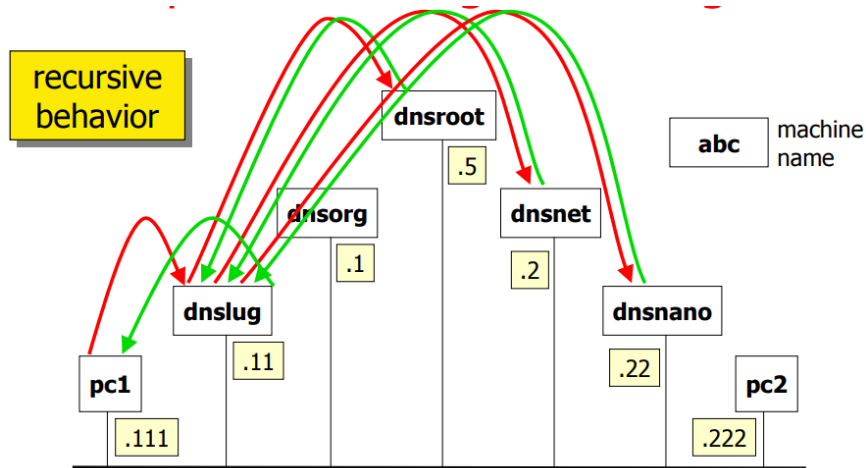 recursive
behavior
dnsroot
.5
abc
machine
name
dnsorg
.1
dnsnet
.2
dnslug
.11
dnsnano
.22
pc1
.111
pc2
.222